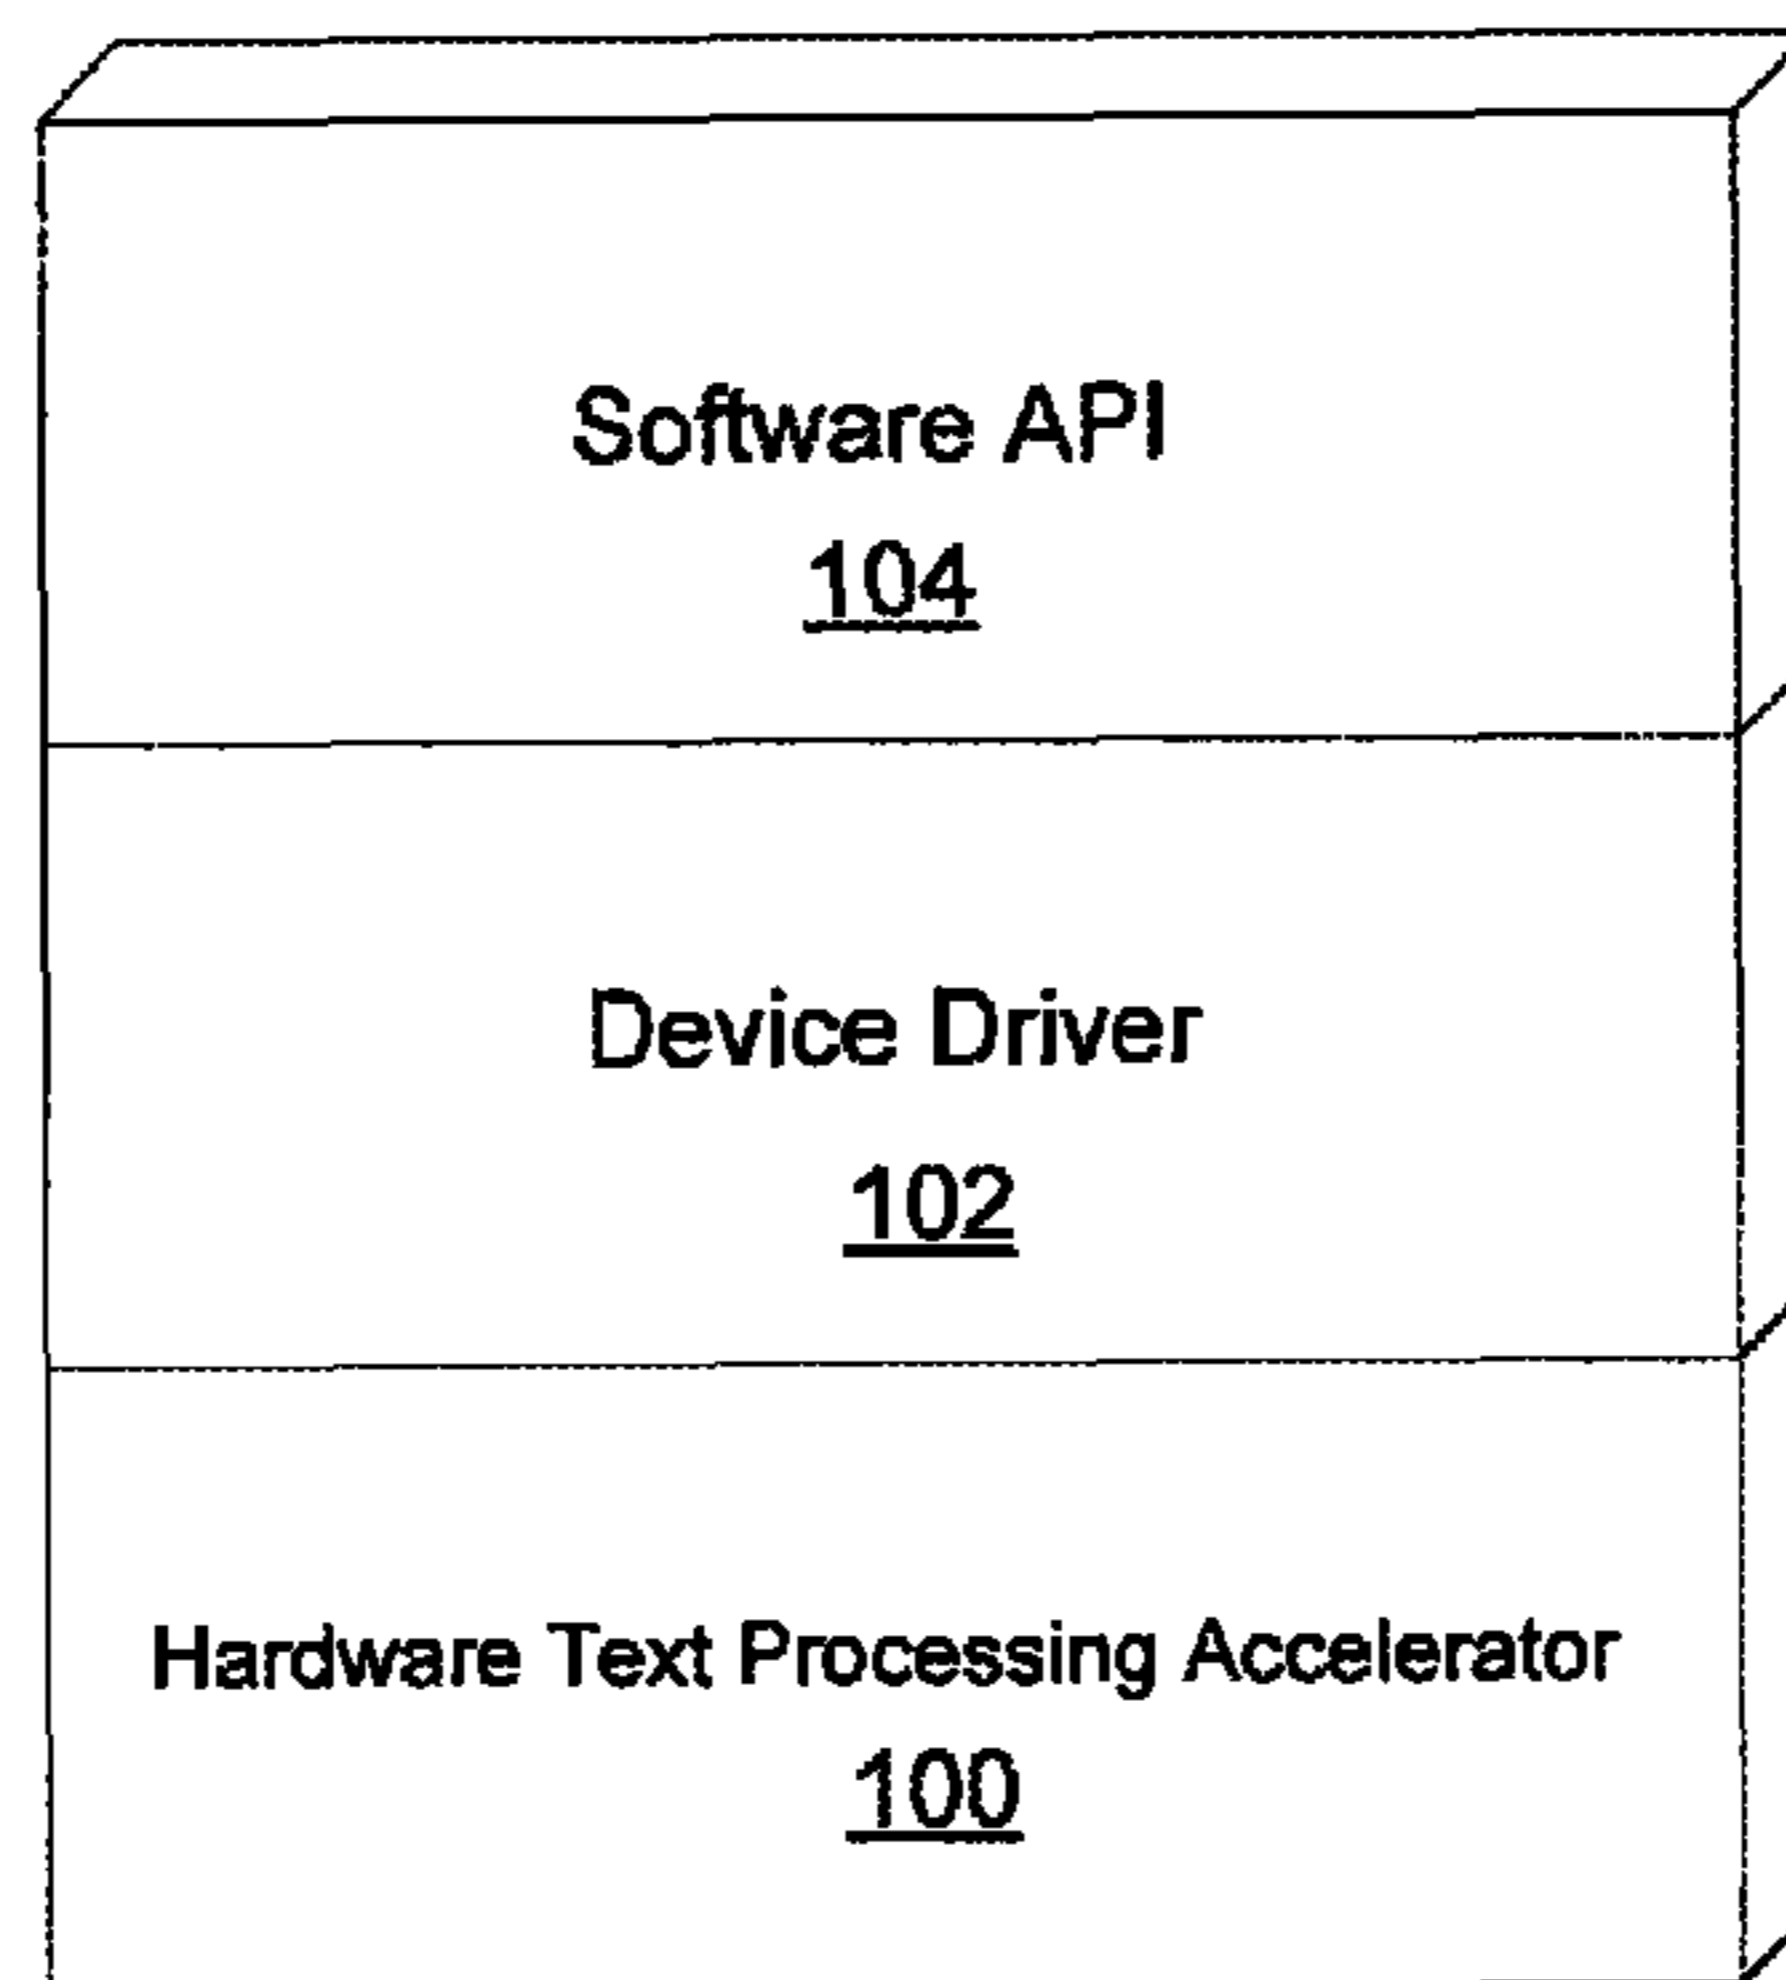 Software API
104
Device Driver
102
Hardware Text Processing Accelerator
100